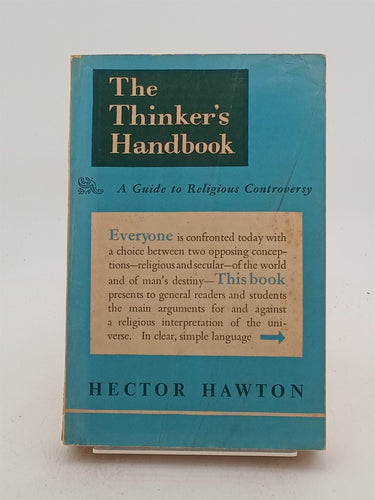 The
Thinker's
Handbook
A Guide to Religious Controversy
Everyone is confronted today with
a choice between two opposing concep-
tions—religious and secular—of the world
and of man's destiny—This book
presents to general readers and students
the main arguments for and against
a religious interpretation of the uni-
verse. In clear, simple language
HECTOR HAWTON